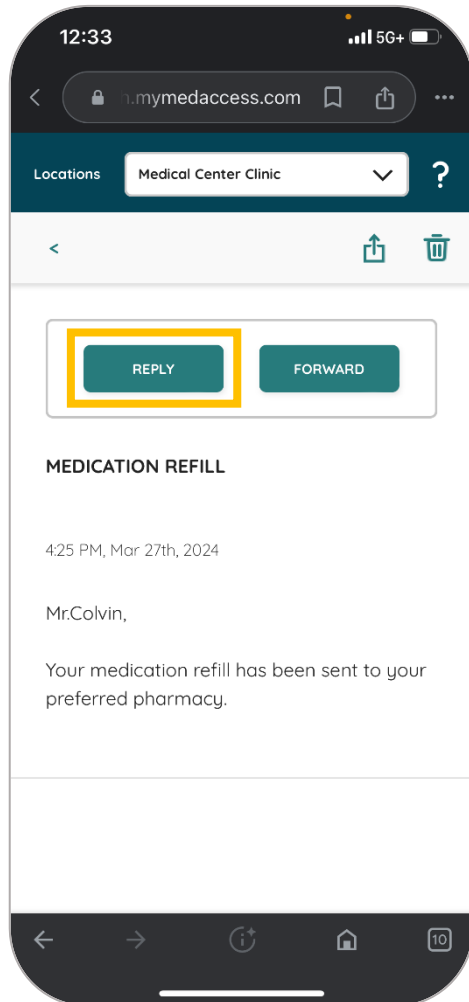 12:33 5G+
n.mymedaccess.com
Locations Medical Center Clinic ?
<
REPLY FORWARD
MEDICATION REFILL
4:25 PM, Mar 27th, 2024
Mr.Colvin,
Your medication refill has been sent to your
preferred pharmacy.
10